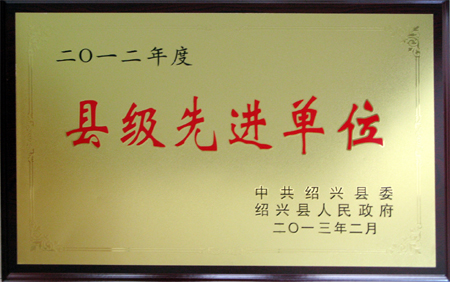 二〇一二年度
县级先进单位
中共绍兴县委
绍兴县人民政府
二〇一三年二月